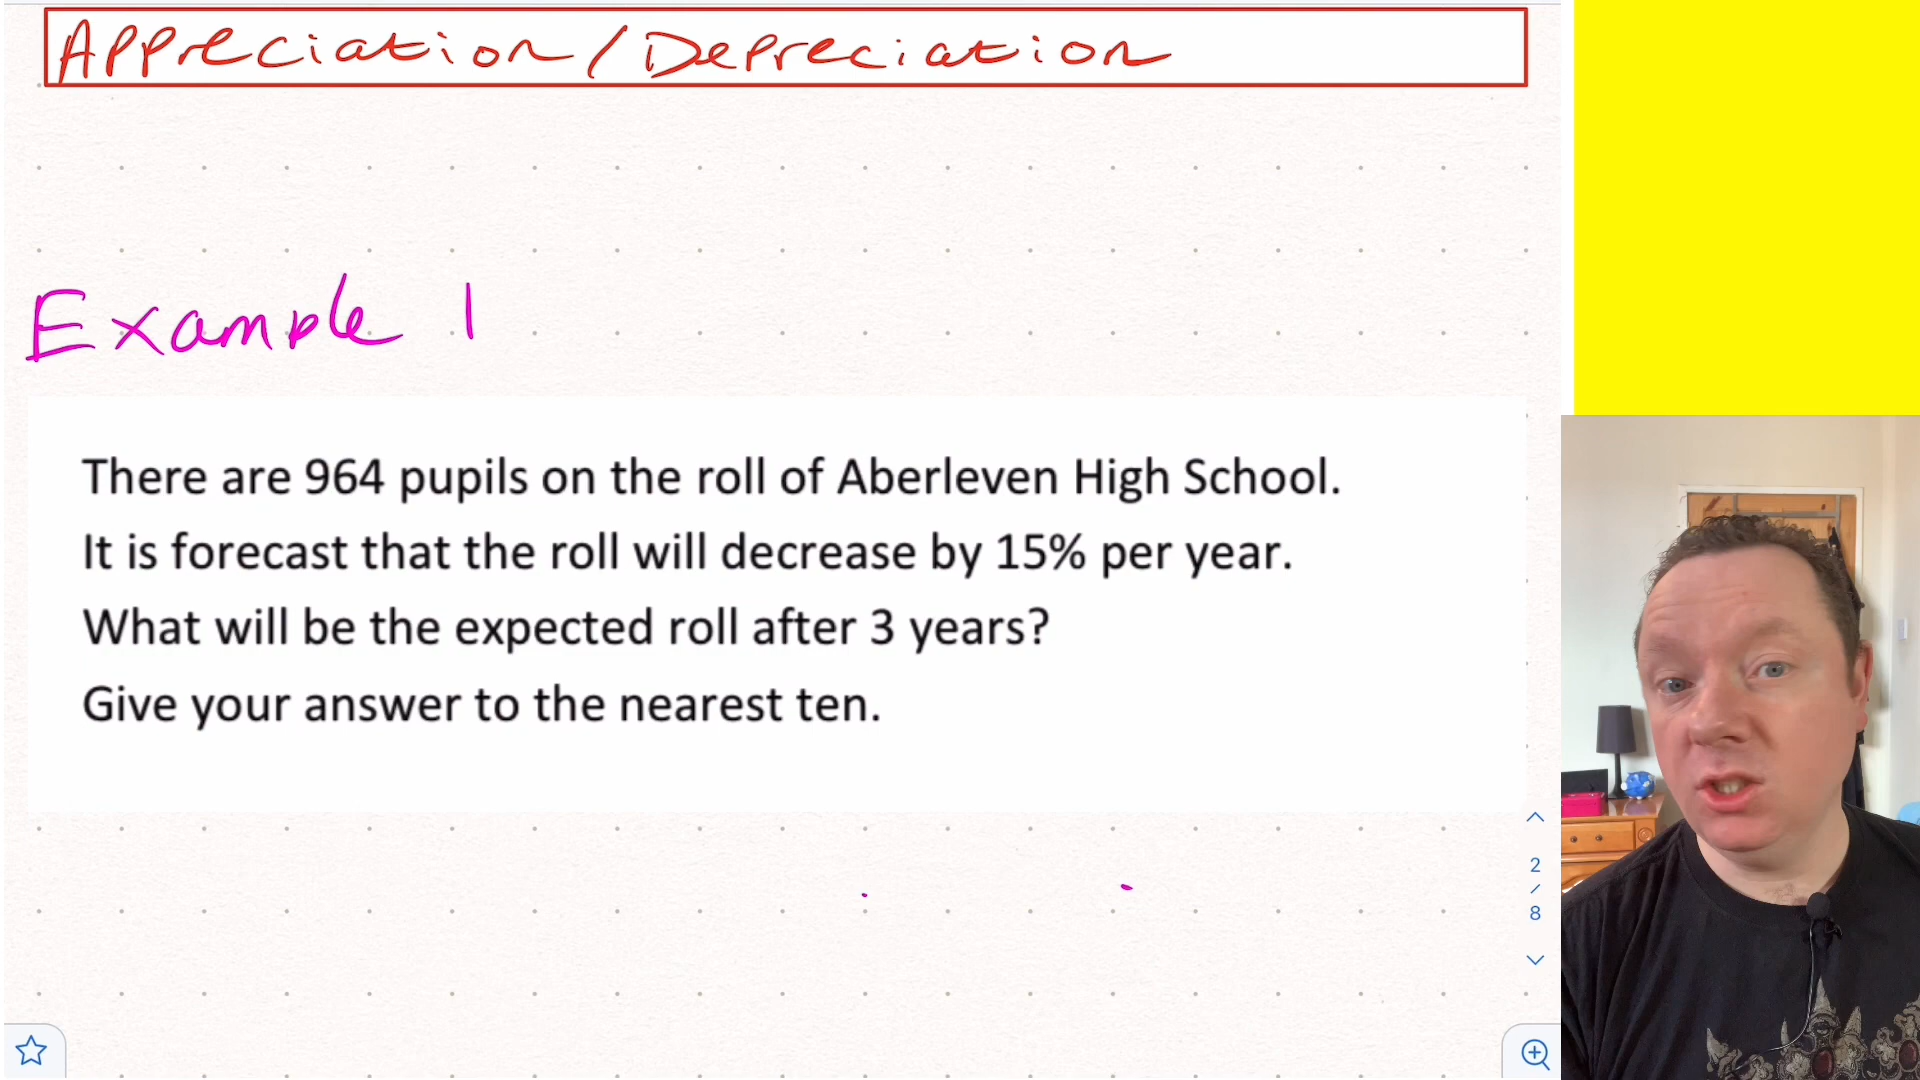 Appreciation/Depreciation
Example 1
There are 964 pupils on the roll of Aberleven High School.
It is forecast that the roll will decrease by 15% per year.
What will be the expected roll after 3 years?
Give your answer to the nearest ten.
2
/
8